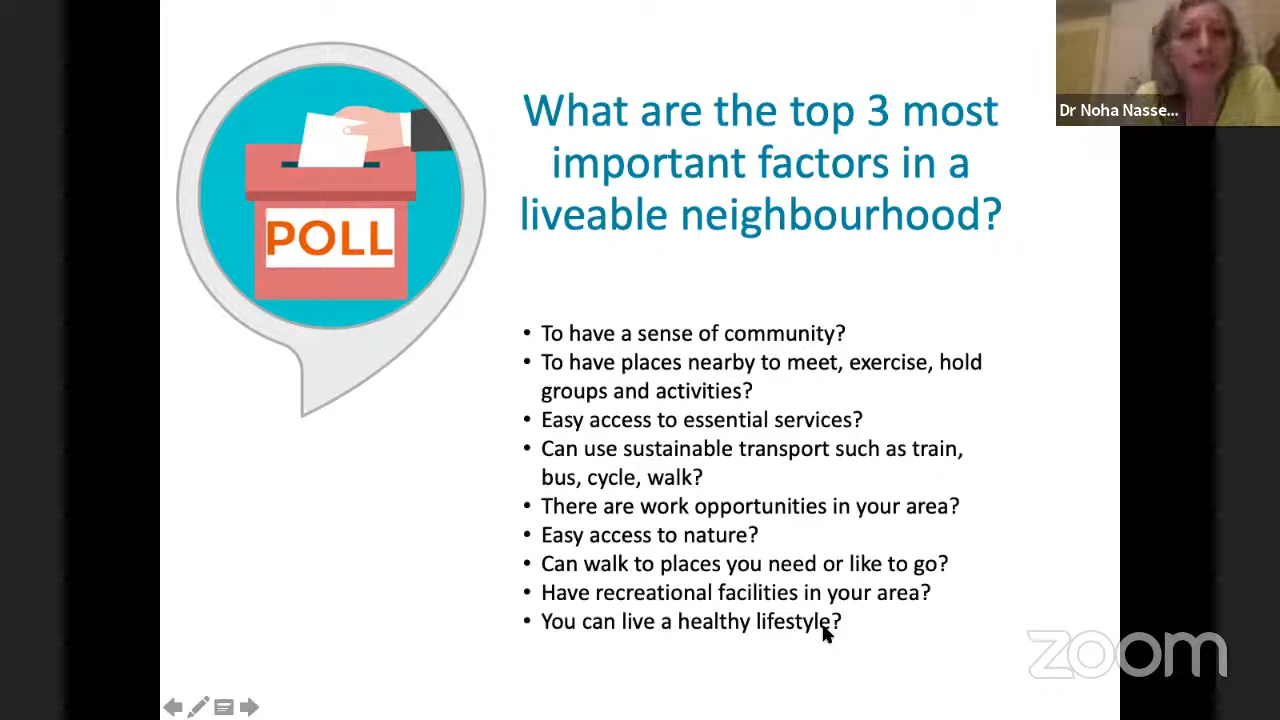 POLL
What are the top 3 most
important factors in a
liveable neighbourhood?
• To have a sense of community?
• To have places nearby to meet, exercise, hold
groups and activities?
• Easy access to essential services?
• Can use sustainable transport such as train,
bus, cycle, walk?
• There are work opportunities in your area?
• Easy access to nature?
• Can walk to places you need or like to go?
• Have recreational facilities in your area?
• You can live a healthy lifestyle?
Dr Noha Nasse...
zoom